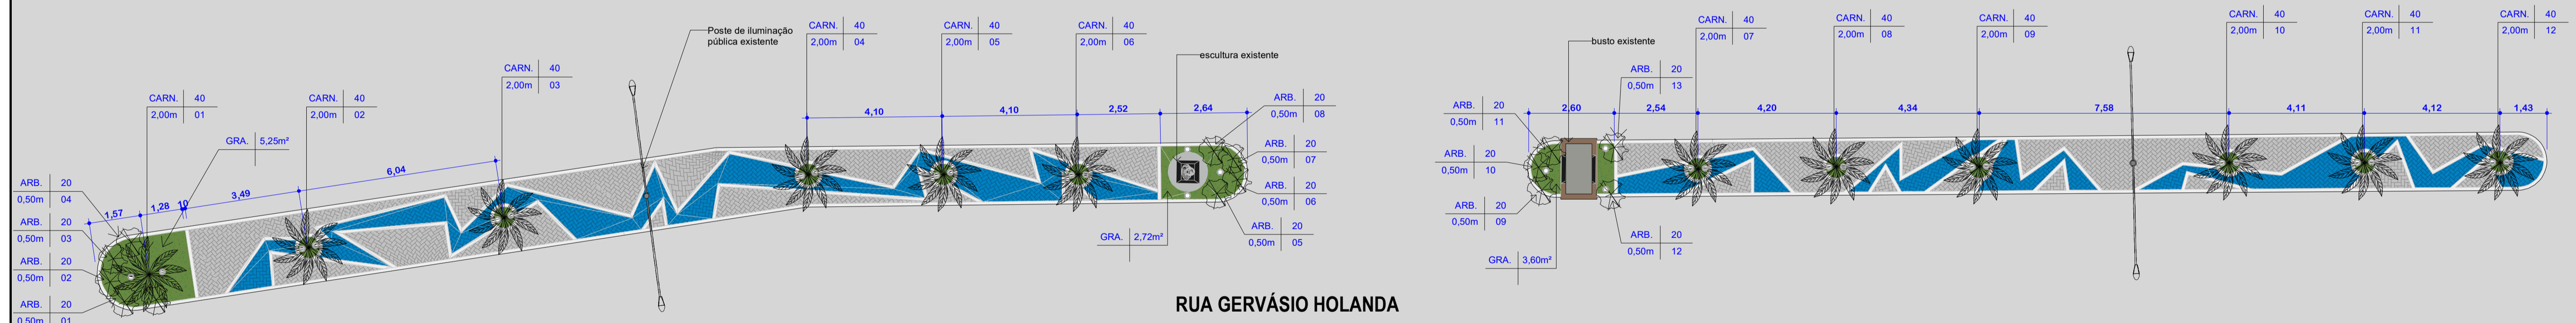 CARN. 40
2,00m 01
GRA. 5,25m²
CARN. 40
2,00m 02
CARN. 40
2,00m 03
Poste de iluminação
pública existente
CARN. 40
2,00m 04
CARN. 40
2,00m 05
CARN. 40
2,00m 06
escultura existente
ARB. 20
0,50m 08
ARB. 20
0,50m 07
ARB. 20
0,50m 06
ARB. 20
0,50m 05
GRA. 2,72m²
ARB. 20
0,50m 04
ARB. 20
0,50m 03
ARB. 20
0,50m 02
ARB. 20
0,50m 01
1,57 1,28 10 3,49 6,04
4,10 4,10 2,52 2,64
busto existente
ARB. 20
0,50m 13
ARB. 20
0,50m 11
ARB. 20
0,50m 10
ARB. 20
0,50m 09
ARB. 20
0,50m 12
GRA. 3,60m²
CARN. 40
2,00m 07
CARN. 40
2,00m 08
CARN. 40
2,00m 09
CARN. 40
2,00m 10
CARN. 40
2,00m 11
CARN. 40
2,00m 12
2,60 2,54 4,20 4,34 7,58 4,11 4,12 1,43
RUA GERVÁSIO HOLANDA